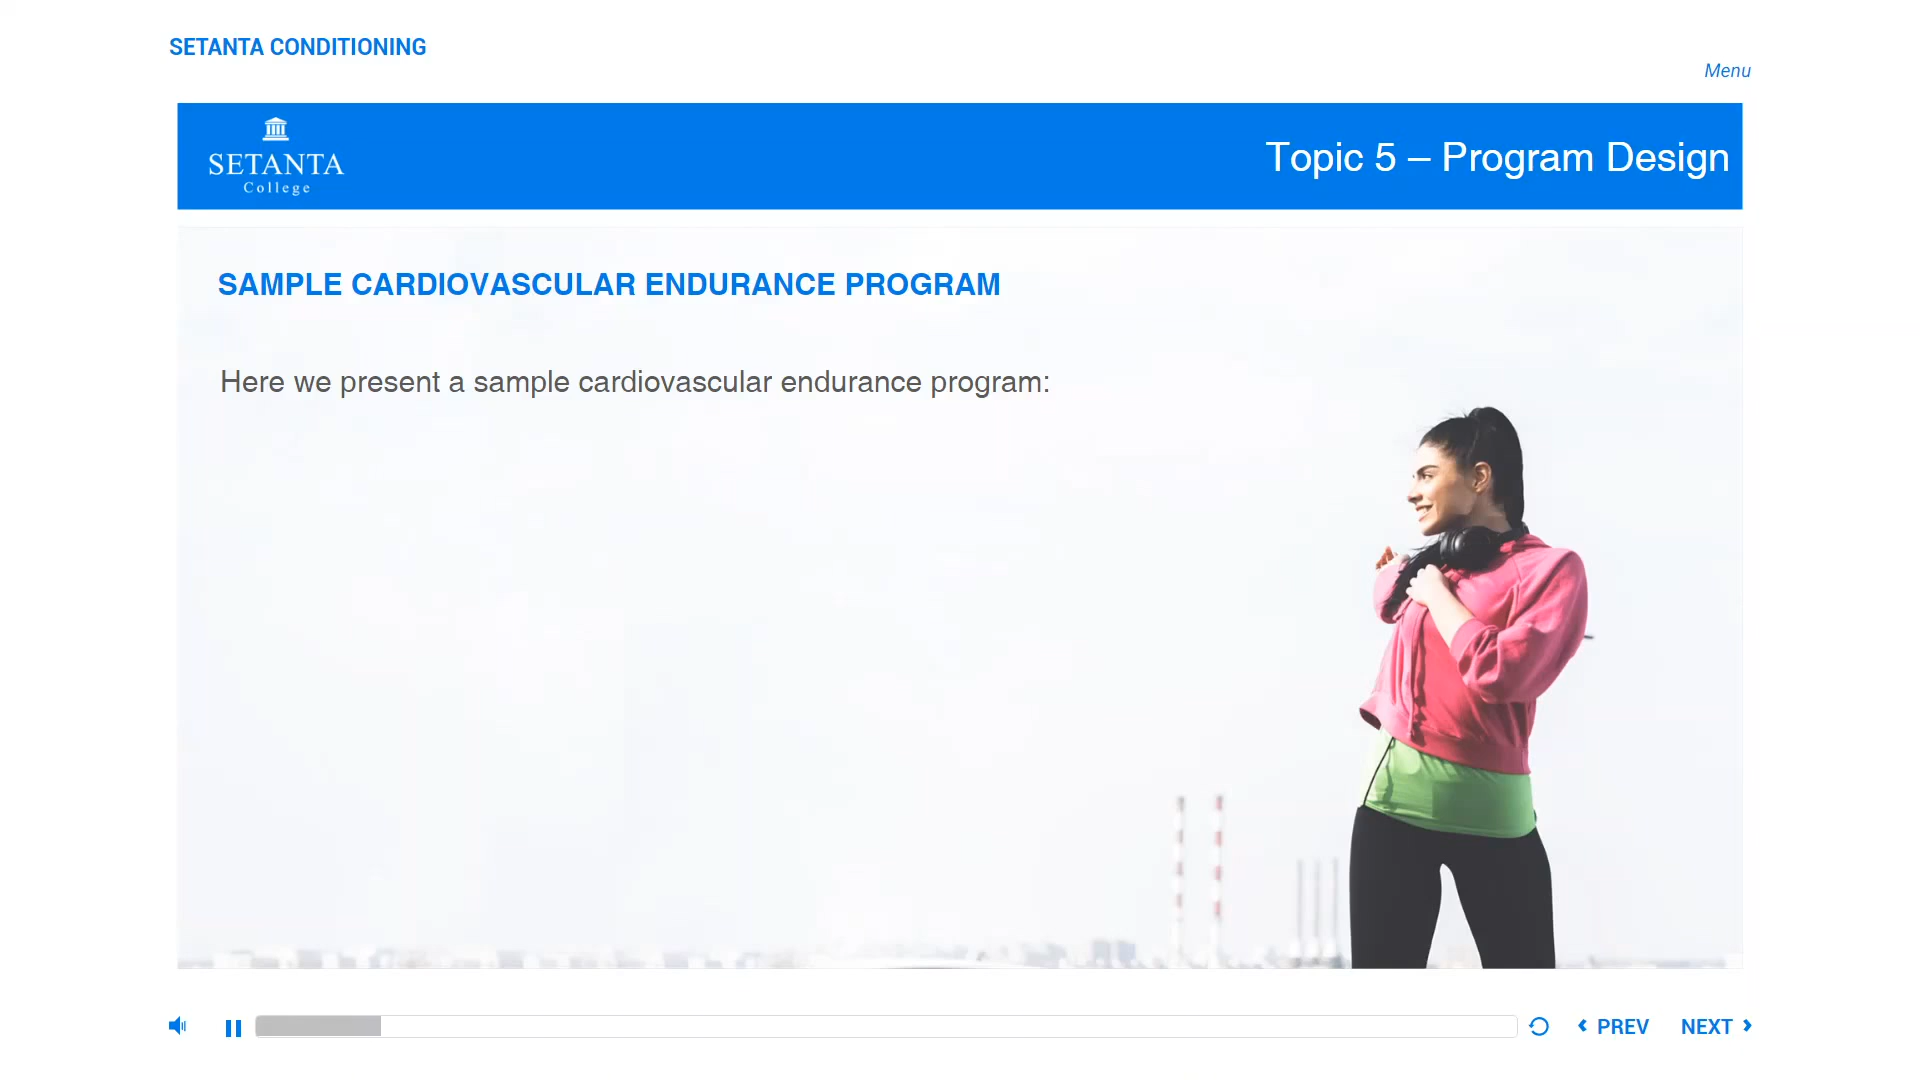 SETANTA CONDITIONING
Menu
SETANTA
College
Topic 5 – Program Design
SAMPLE CARDIOVASCULAR ENDURANCE PROGRAM
Here we present a sample cardiovascular endurance program:
PREV
NEXT